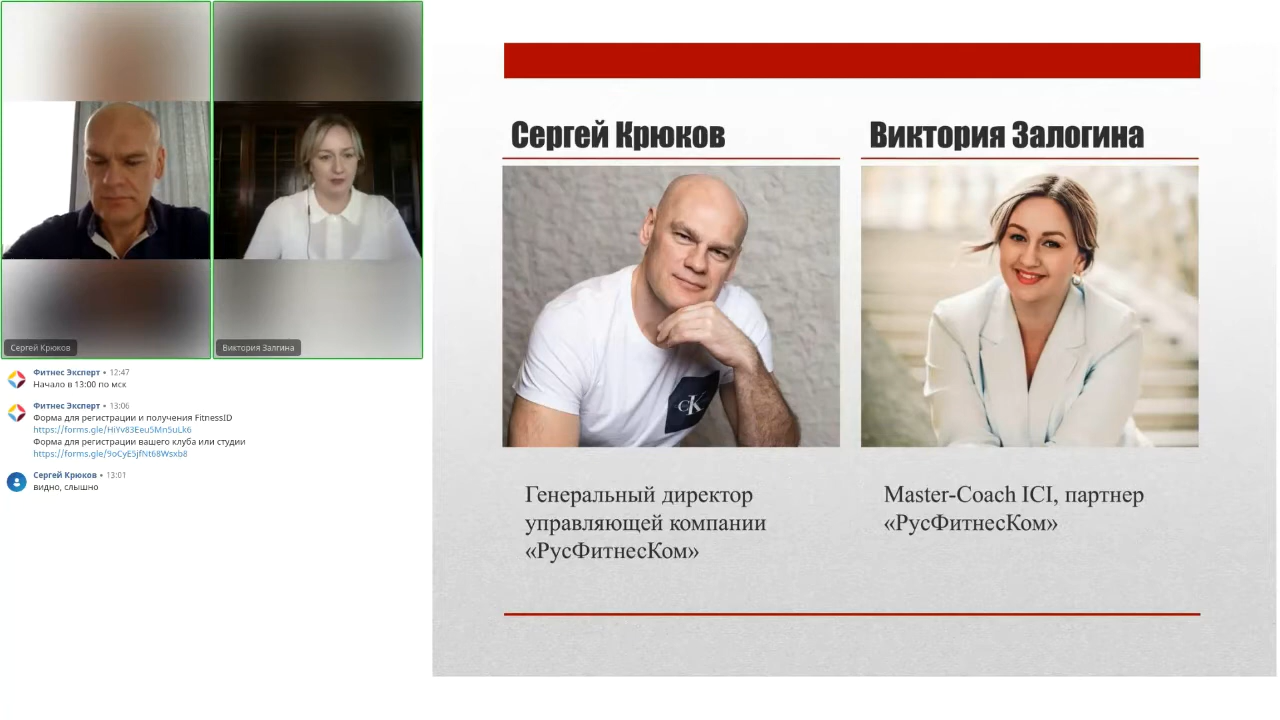 Сергей Крюков
Виктория Залгина
Фитнес Эксперт • 12:47
Начало в 13:00 по мск
Фитнес Эксперт • 13:06
Форма для регистрации и получения FitnessID
https://forms.gle/HiYv83Eeu5Mn5uLk6
Форма для регистрации вашего клуба или студии
https://forms.gle/9oCyE5jfNt68Wsxb8
Сергей Крюков • 13:01
видно, слышно
Сергей Крюков
Виктория Залогина
CK
Генеральный директор
управляющей компании
«РусФитнесКом»
Master-Coach ICI, партнер
«РусФитнесКом»